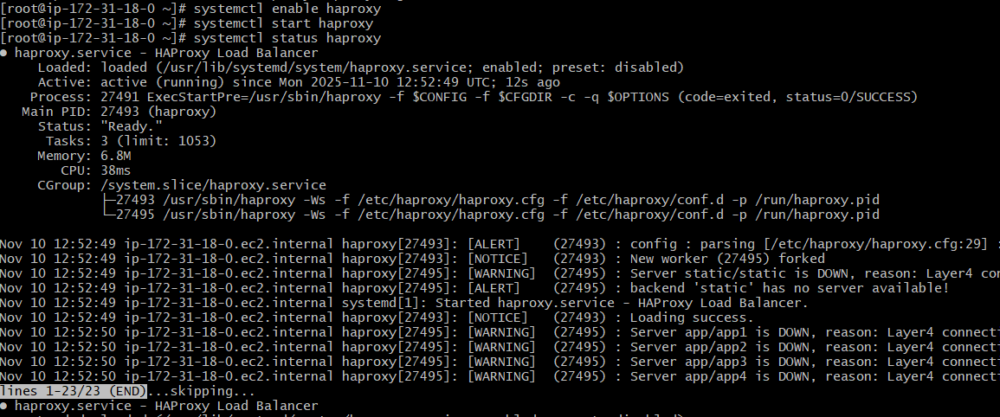 [root@ip-172-31-18-0 ~]# systemctl enable haproxy
[root@ip-172-31-18-0 ~]# systemctl start haproxy
[root@ip-172-31-18-0 ~]# systemctl status haproxy
● haproxy.service - HAProxy Load Balancer
     Loaded: loaded (/usr/lib/systemd/system/haproxy.service; enabled; preset: disabled)
     Active: active (running) since Mon 2025-11-10 12:52:49 UTC; 12s ago
    Process: 27491 ExecStartPre=/usr/sbin/haproxy -f $CONFIG -f $CFGDIR -c -q $OPTIONS (code=exited, status=0/SUCCESS)
   Main PID: 27493 (haproxy)
     Status: "Ready."
      Tasks: 3 (limit: 1053)
     Memory: 6.8M
        CPU: 38ms
     CGroup: /system.slice/haproxy.service
             ├─27493 /usr/sbin/haproxy -Ws -f /etc/haproxy/haproxy.cfg -f /etc/haproxy/conf.d -p /run/haproxy.pid
             └─27495 /usr/sbin/haproxy -Ws -f /etc/haproxy/haproxy.cfg -f /etc/haproxy/conf.d -p /run/haproxy.pid
Nov 10 12:52:49 ip-172-31-18-0.ec2.internal haproxy[27493]: [ALERT]    (27493) : config : parsing [/etc/haproxy/haproxy.cfg:29] :
Nov 10 12:52:49 ip-172-31-18-0.ec2.internal haproxy[27493]: [NOTICE]   (27493) : New worker (27495) forked
Nov 10 12:52:49 ip-172-31-18-0.ec2.internal haproxy[27495]: [WARNING]  (27495) : Server static/static is DOWN, reason: Layer4 con
Nov 10 12:52:49 ip-172-31-18-0.ec2.internal haproxy[27495]: [ALERT]    (27495) : backend 'static' has no server available!
Nov 10 12:52:49 ip-172-31-18-0.ec2.internal systemd[1]: Started haproxy.service - HAProxy Load Balancer.
Nov 10 12:52:49 ip-172-31-18-0.ec2.internal haproxy[27493]: [NOTICE]   (27493) : Loading success.
Nov 10 12:52:50 ip-172-31-18-0.ec2.internal haproxy[27495]: [WARNING]  (27495) : Server app/app1 is DOWN, reason: Layer4 connect
Nov 10 12:52:50 ip-172-31-18-0.ec2.internal haproxy[27495]: [WARNING]  (27495) : Server app/app2 is DOWN, reason: Layer4 connect
Nov 10 12:52:50 ip-172-31-18-0.ec2.internal haproxy[27495]: [WARNING]  (27495) : Server app/app3 is DOWN, reason: Layer4 connect
Nov 10 12:52:50 ip-172-31-18-0.ec2.internal haproxy[27495]: [WARNING]  (27495) : Server app/app4 is DOWN, reason: Layer4 connect
lines 1-23/23 (END)...skipping...
● haproxy.service - HAProxy Load Balancer